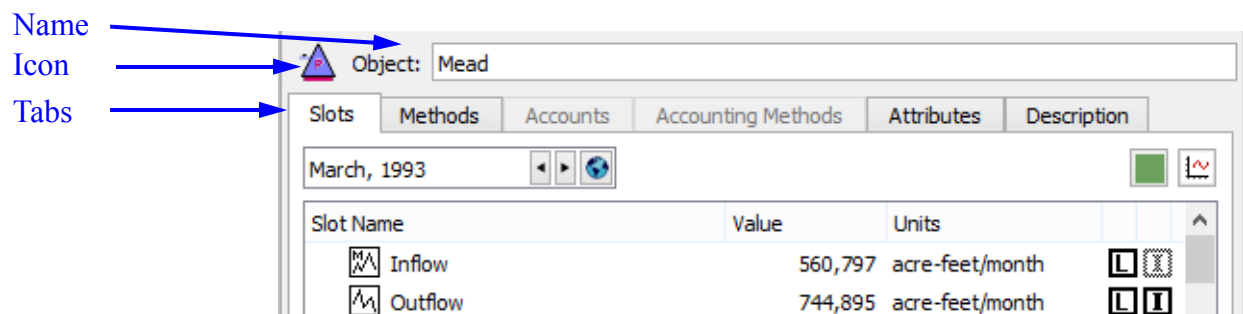 Name
Icon
Tabs
P
Object: Mead
Slots Methods Accounts Accounting Methods Attributes Description
March, 1993
Slot Name Value Units
M Inflow 560,797 acre-feet/month L I
Outflow 744,895 acre-feet/month L I